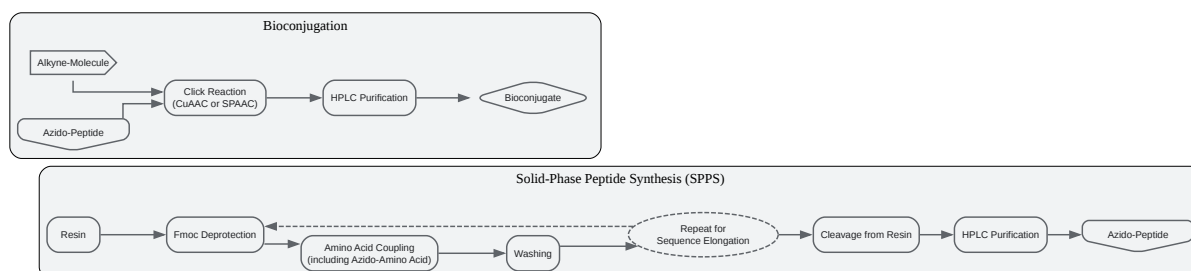 Bioconjugation
Alkyne-Molecule
Click Reaction
(CuAAC or SPAAC)
HPLC Purification
Bioconjugate
Azido-Peptide
Solid-Phase Peptide Synthesis (SPPS)
Resin
Fmoc Deprotection
Amino Acid Coupling
(including Azido-Amino Acid)
Washing
Repeat for
Sequence Elongation
Cleavage from Resin
HPLC Purification
Azido-Peptide